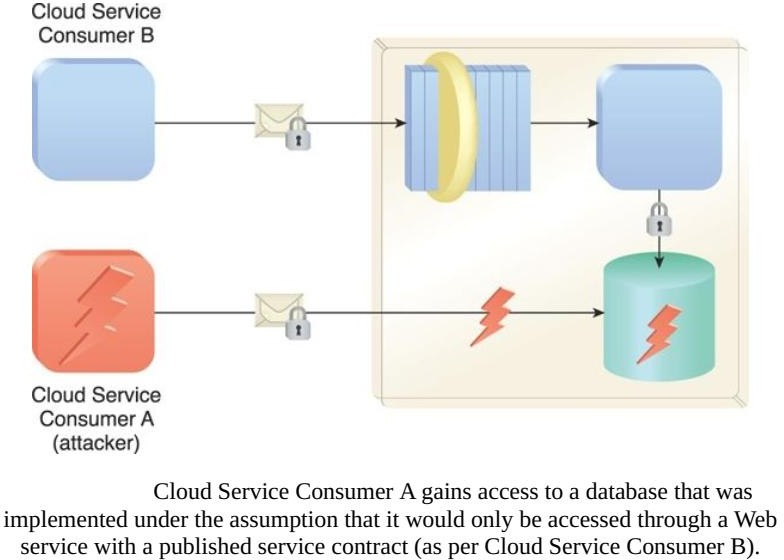 Cloud Service
Consumer B
Cloud Service
Consumer A
(attacker)
Cloud Service Consumer A gains access to a database that was
implemented under the assumption that it would only be accessed through a Web
service with a published service contract (as per Cloud Service Consumer B).